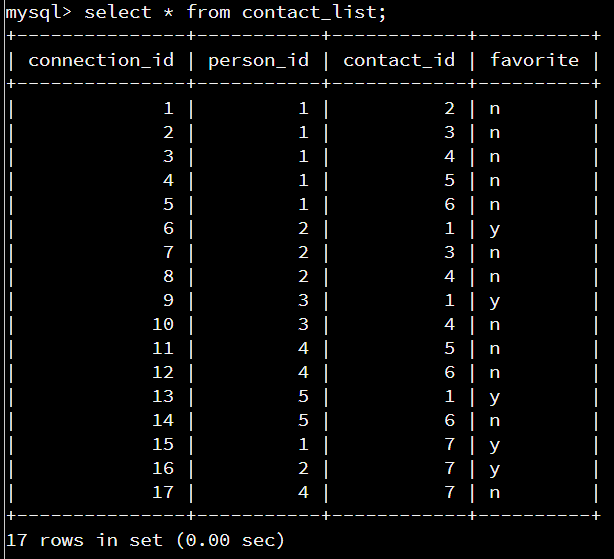 mysql> select * from contact_list;
+---------------+-----------+------------+----------+
| connection_id | person_id | contact_id | favorite |
+---------------+-----------+------------+----------+
|             1 |         1 |          2 | n        |
|             2 |         1 |          3 | n        |
|             3 |         1 |          4 | n        |
|             4 |         1 |          5 | n        |
|             5 |         1 |          6 | n        |
|             6 |         2 |          1 | y        |
|             7 |         2 |          3 | n        |
|             8 |         2 |          4 | n        |
|             9 |         3 |          1 | y        |
|            10 |         3 |          4 | n        |
|            11 |         4 |          5 | n        |
|            12 |         4 |          6 | n        |
|            13 |         5 |          1 | y        |
|            14 |         5 |          6 | n        |
|            15 |         1 |          7 | y        |
|            16 |         2 |          7 | y        |
|            17 |         4 |          7 | n        |
+---------------+-----------+------------+----------+
17 rows in set (0.00 sec)